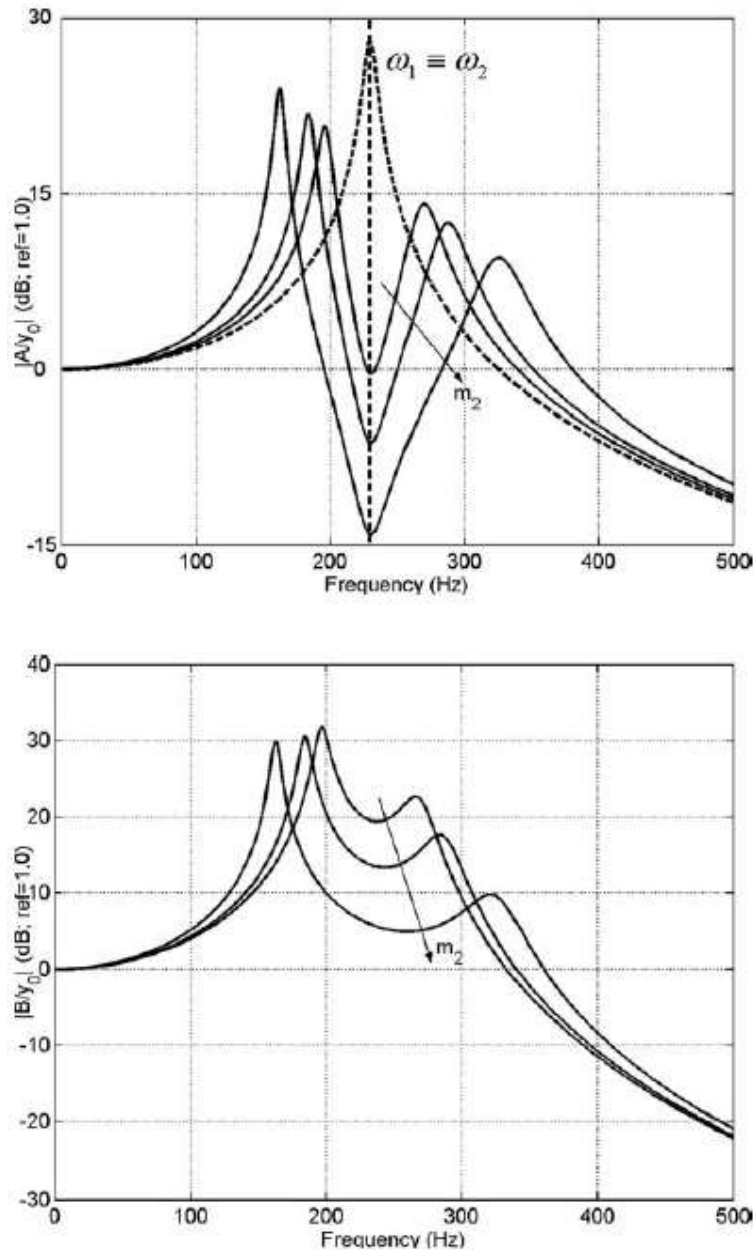 30
15
0
-15
|A/y₀| (dB; ref=1.0)
ω₁ ≡ ω₂
m₂
0 100 200 300 400 500
Frequency (Hz)
40
30
20
10
0
-10
-20
-30
|B/y₀| (dB; ref=1.0)
m₂
0 100 200 300 400 500
Frequency (Hz)